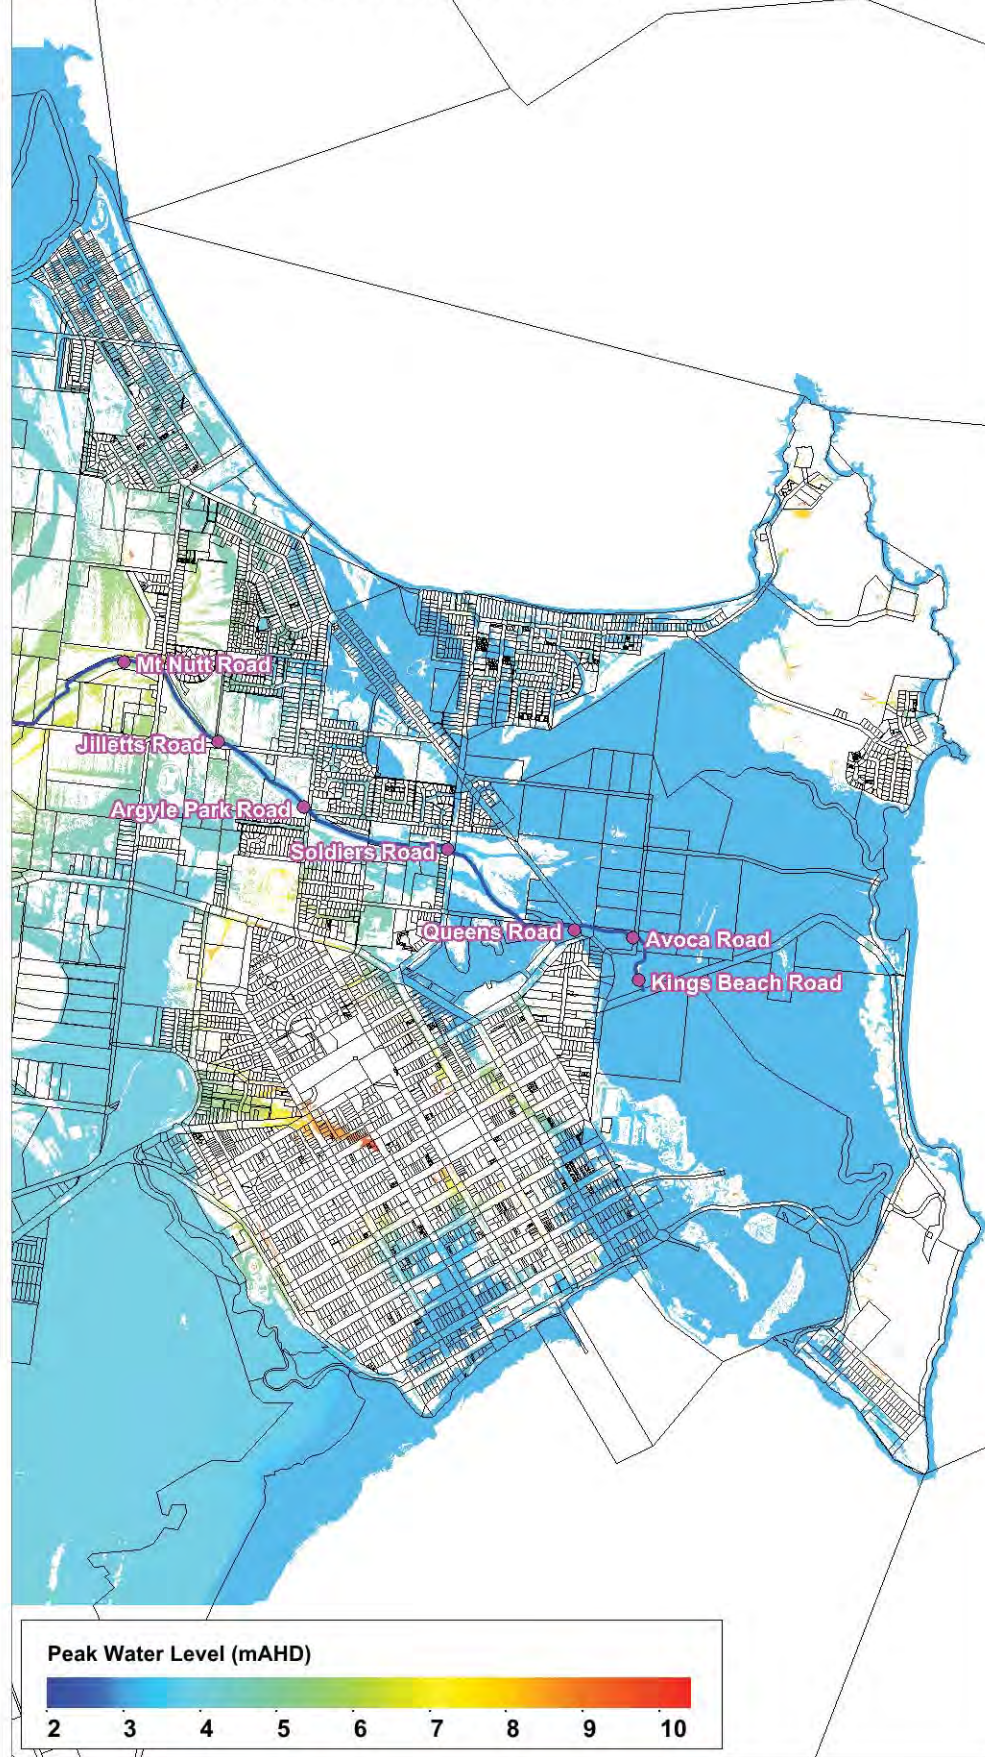 Mt Nutt Road
Jilletts Road
Argyle Park Road
Soldiers Road
Queens Road
Avoca Road
Kings Beach Road
Peak Water Level (mAHD)
2 3 4 5 6 7 8 9 10